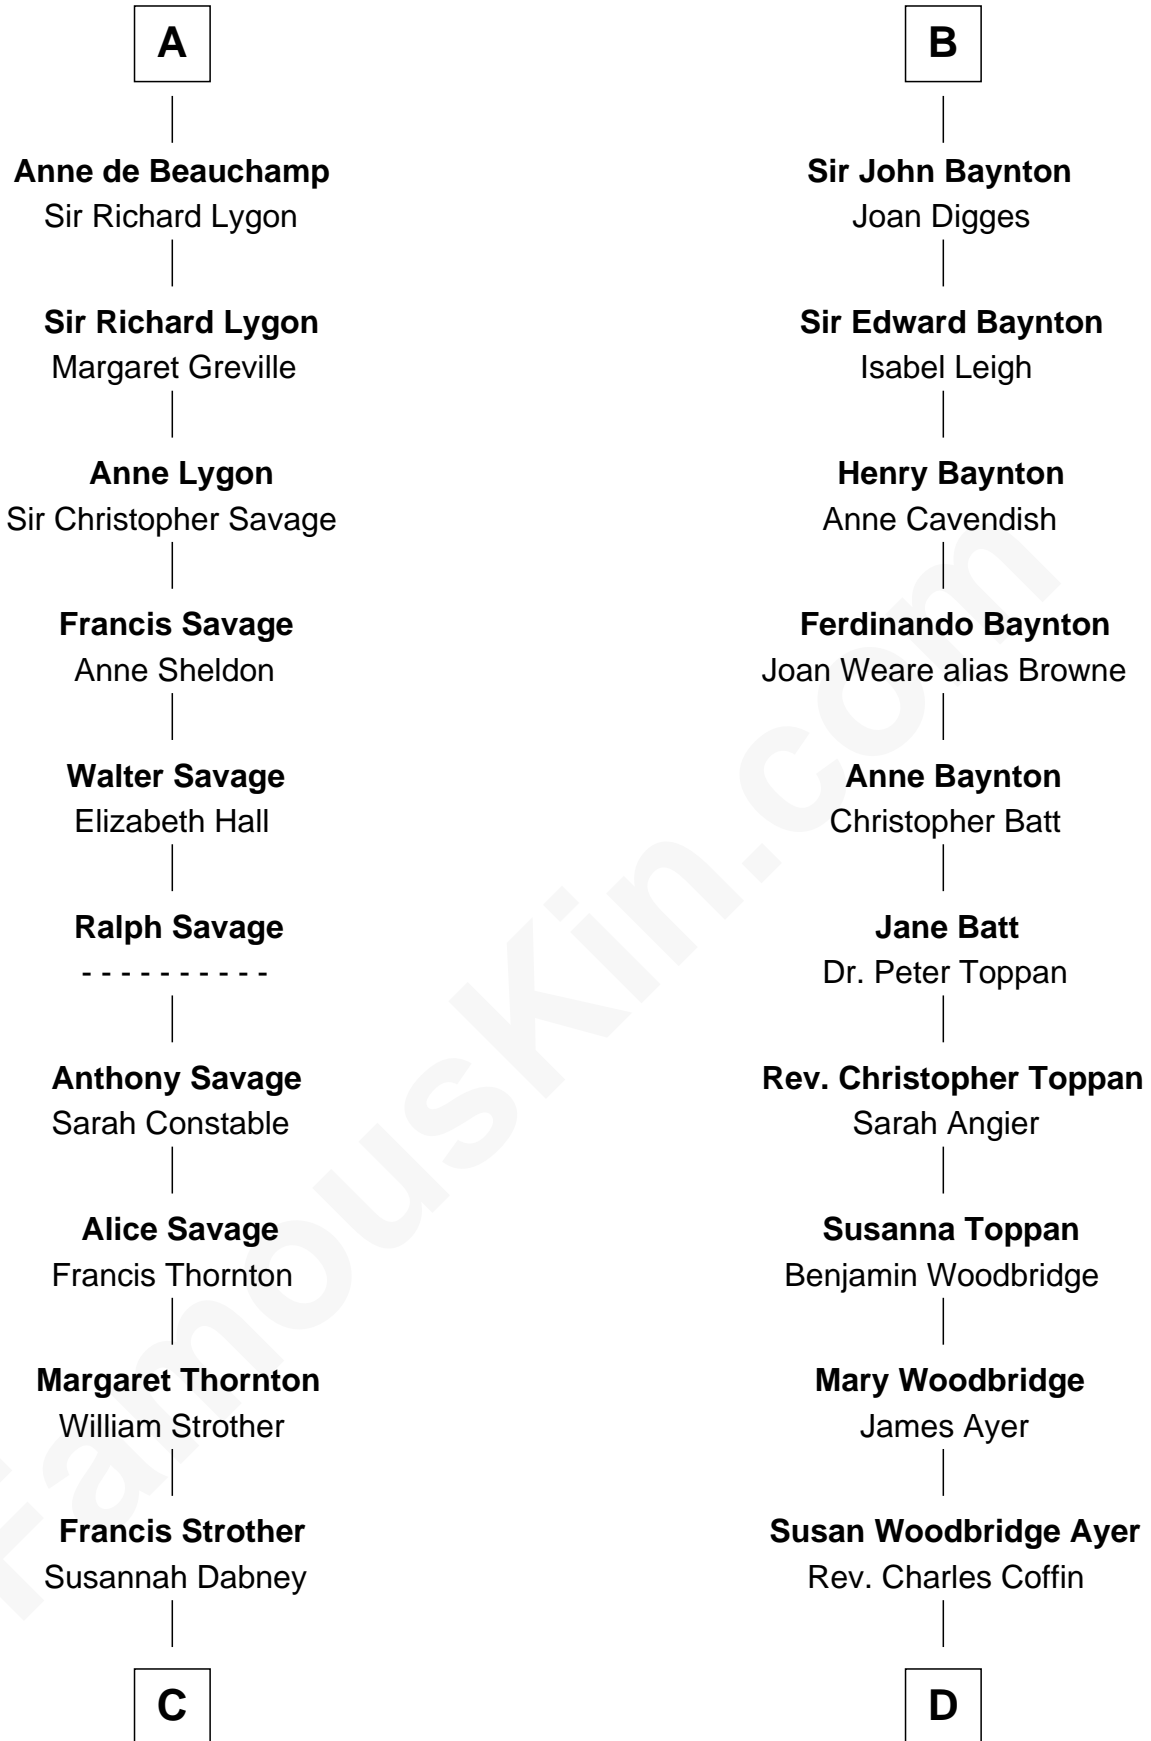 A
Anne de Beauchamp
Sir Richard Lygon
Sir Richard Lygon
Margaret Greville
Anne Lygon
Sir Christopher Savage
Francis Savage
Anne Sheldon
Walter Savage
Elizabeth Hall
Ralph Savage
- - - - - - - - - -
Anthony Savage
Sarah Constable
Alice Savage
Francis Thornton
Margaret Thornton
William Strother
Francis Strother
Susannah Dabney
C
B
Sir John Baynton
Joan Digges
Sir Edward Baynton
Isabel Leigh
Henry Baynton
Anne Cavendish
Ferdinando Baynton
Joan Weare alias Browne
Anne Baynton
Christopher Batt
Jane Batt
Dr. Peter Toppan
Rev. Christopher Toppan
Sarah Angier
Susanna Toppan
Benjamin Woodbridge
Mary Woodbridge
James Ayer
Susan Woodbridge Ayer
Rev. Charles Coffin
D
FamousKin.com